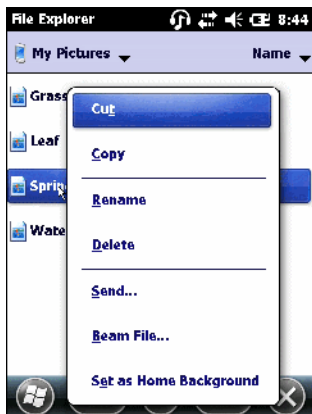 File Explorer 8:44
My Pictures Name
Grass
Cut
Leaf
Copy
Sprin
Rename
Wate
Delete
Send...
Beam File...
Set as Home Background